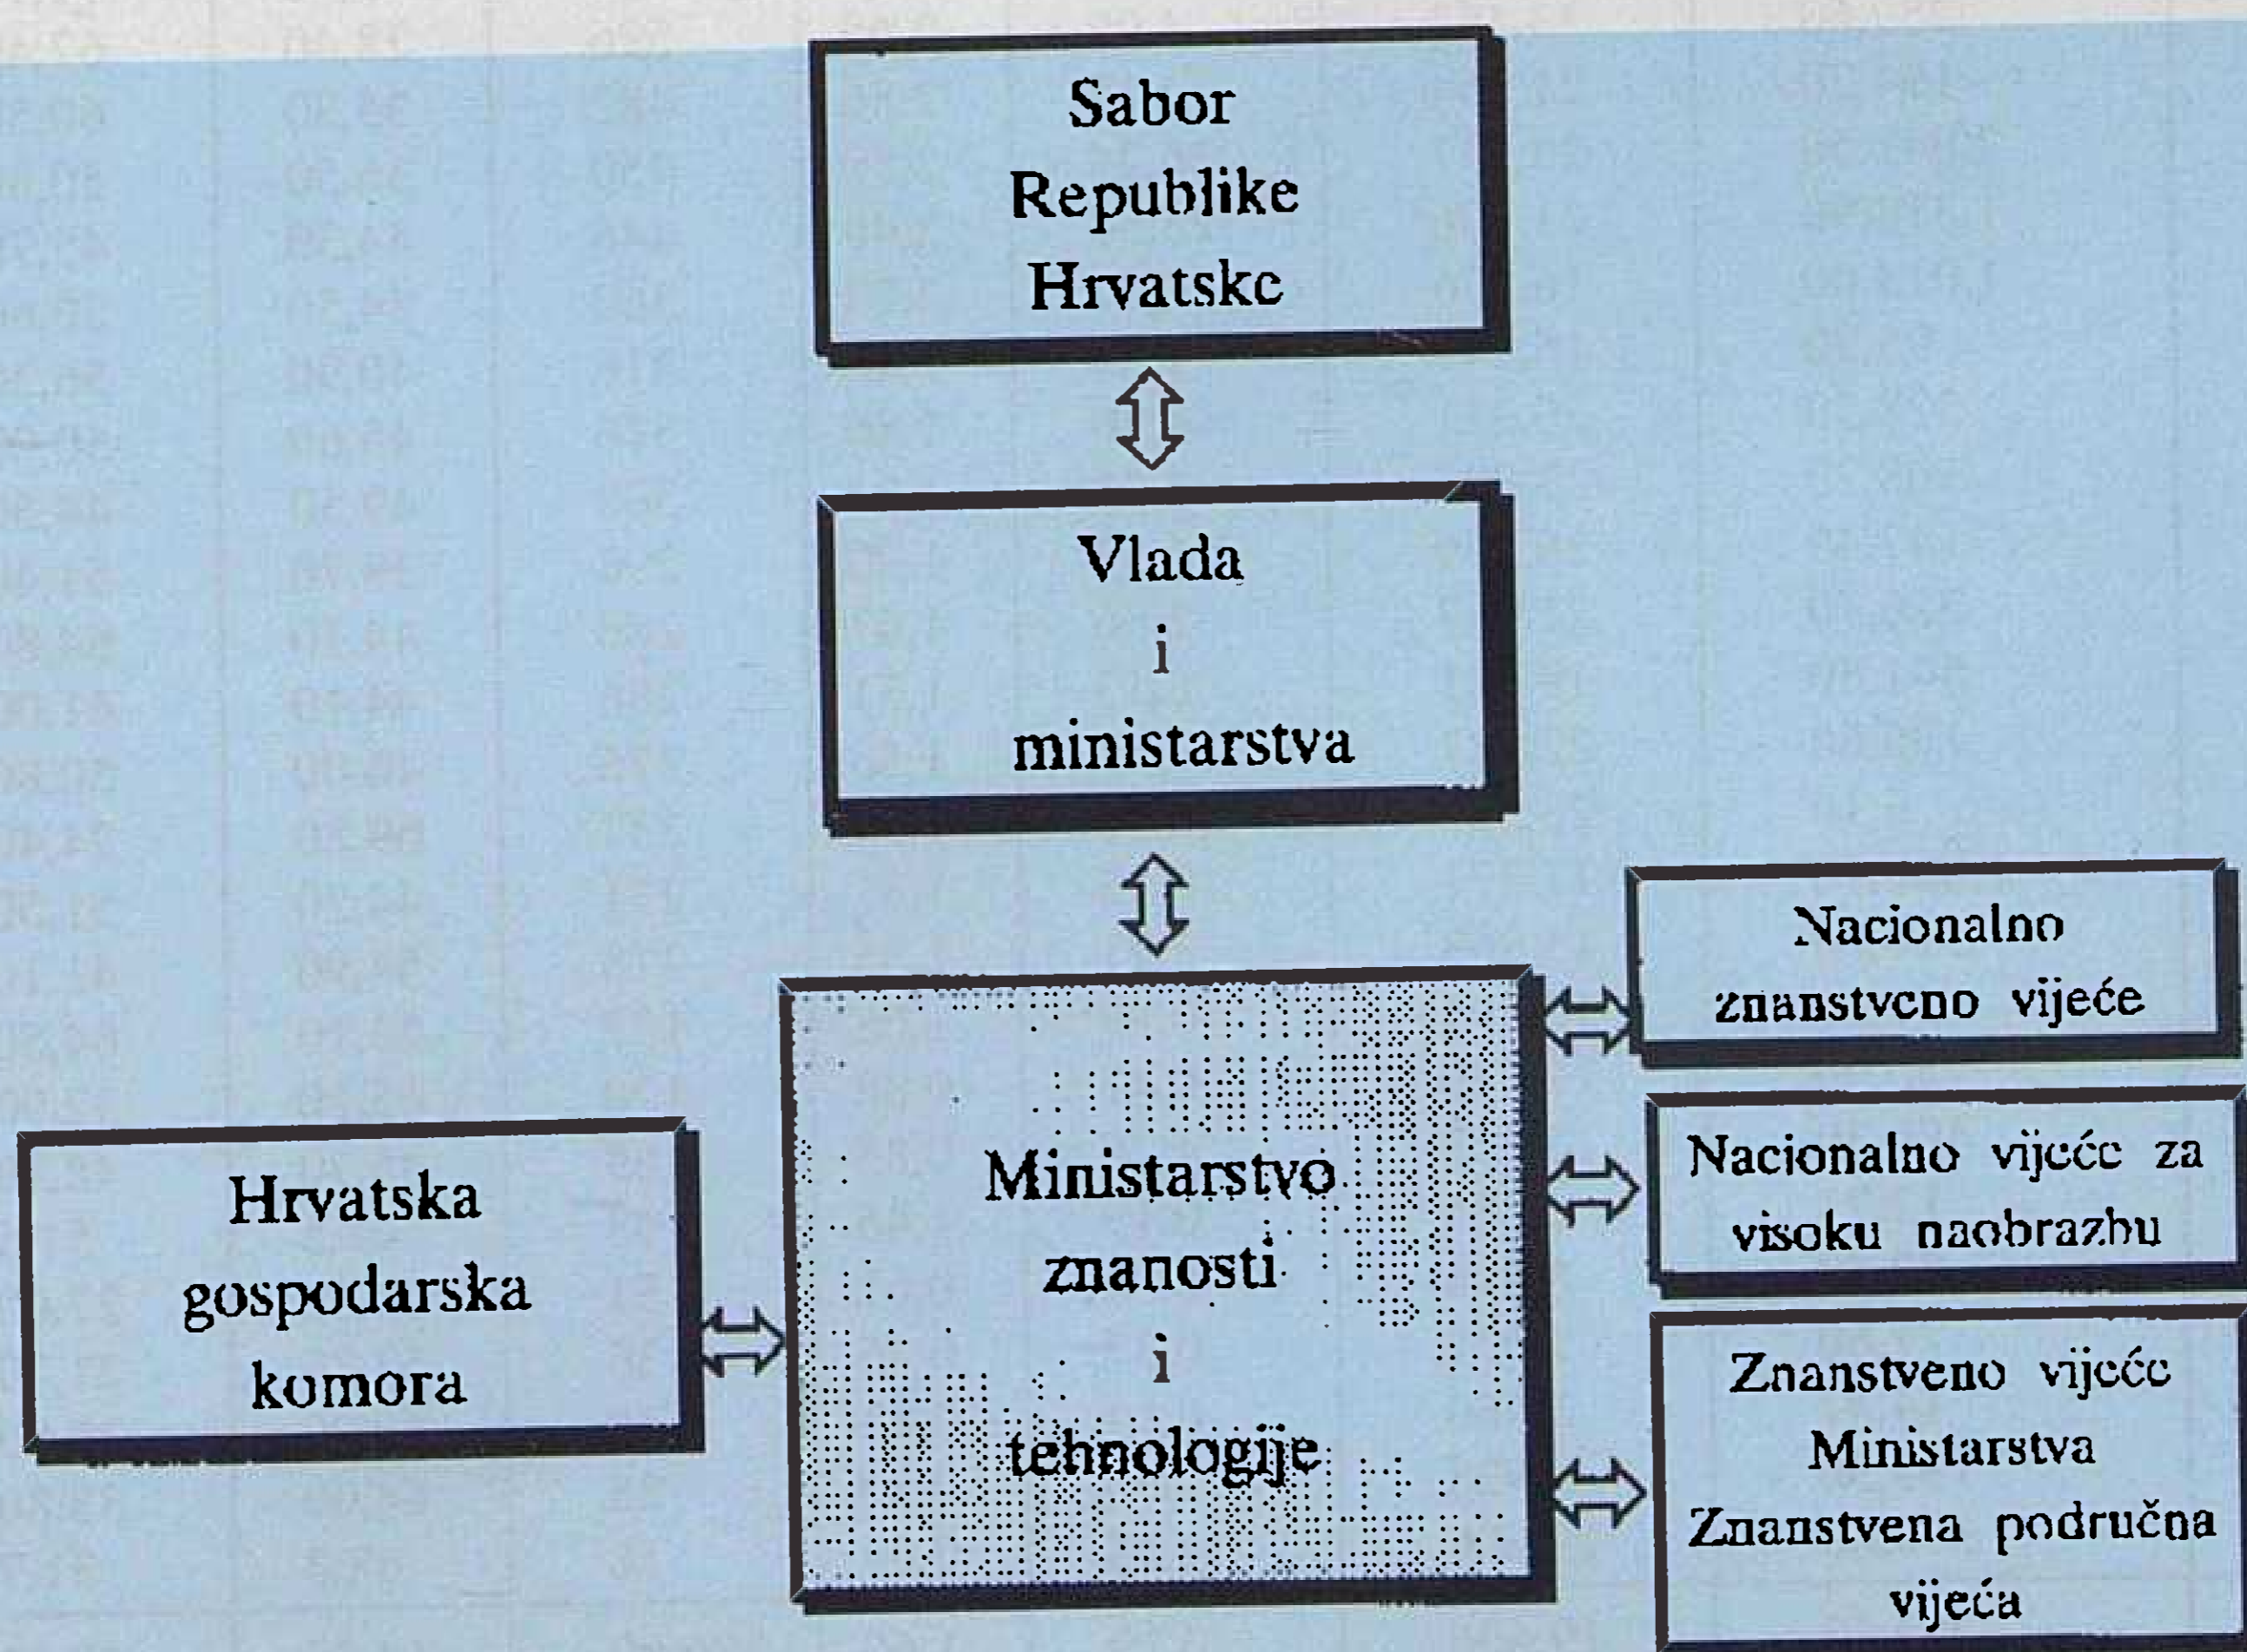 Sabor
Republike
Hrvatske
Vlada
i
ministarstva
Nacionalno
znanstveno vijeće
Nacionalno vijeće za
visoku naobrazbu
Hrvatska
gospodarska
komora
Ministarstvo
znanosti
i
tehnologije
Znanstveno vijeće
Ministarstva
Znanstvena područna
vijeća